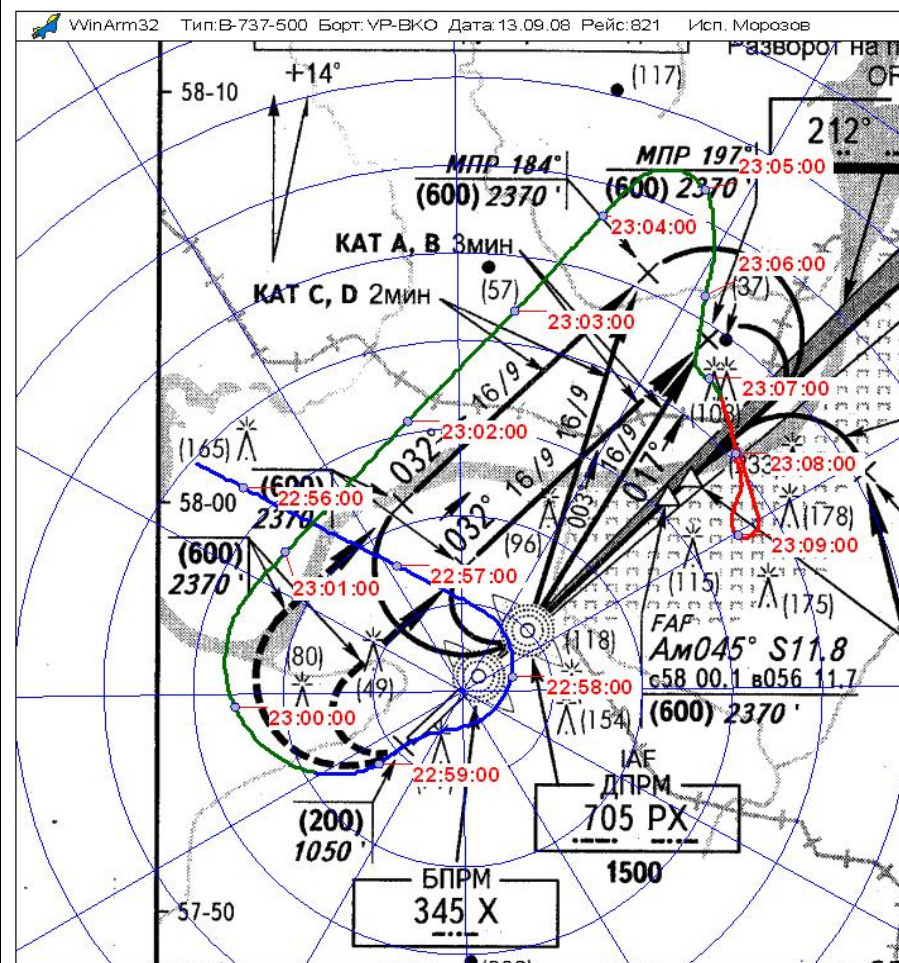 WinArm32 Тип:B-737-500 Борт:VP-BKO Дата:13.09.08 Рейс:821 Исп. Морозов
Разворот на п
+14°
(117)
58-10
212°
МПР 184°
(600) 2370 '
МПР 197°
(600) 2370 '
23:05:00
23:04:00
КАТ А, В 3мин
23:06:00
(57)
(37)
КАТ С, D 2мин
23:03:00
16/9
16/9
23:07:00
(103)
(165)
032°
23:02:00
16/9
16/9
017°
23:08:00
(600)
2370
22:56:00
58-00
003
032°
(96)
(178)
(600)
2370 '
23:09:00
22:57:00
(115)
23:01:00
(175)
(118)
FAF
Ам045° S11.8
с58 00.1 в056 11.7
(600) 2370 '
(80)
(49)
22:58:00
(154)
23:00:00
22:59:00
IAF
ДПРМ
705 РХ
1500
(200)
1050 '
БПРМ
345 Х
57-50